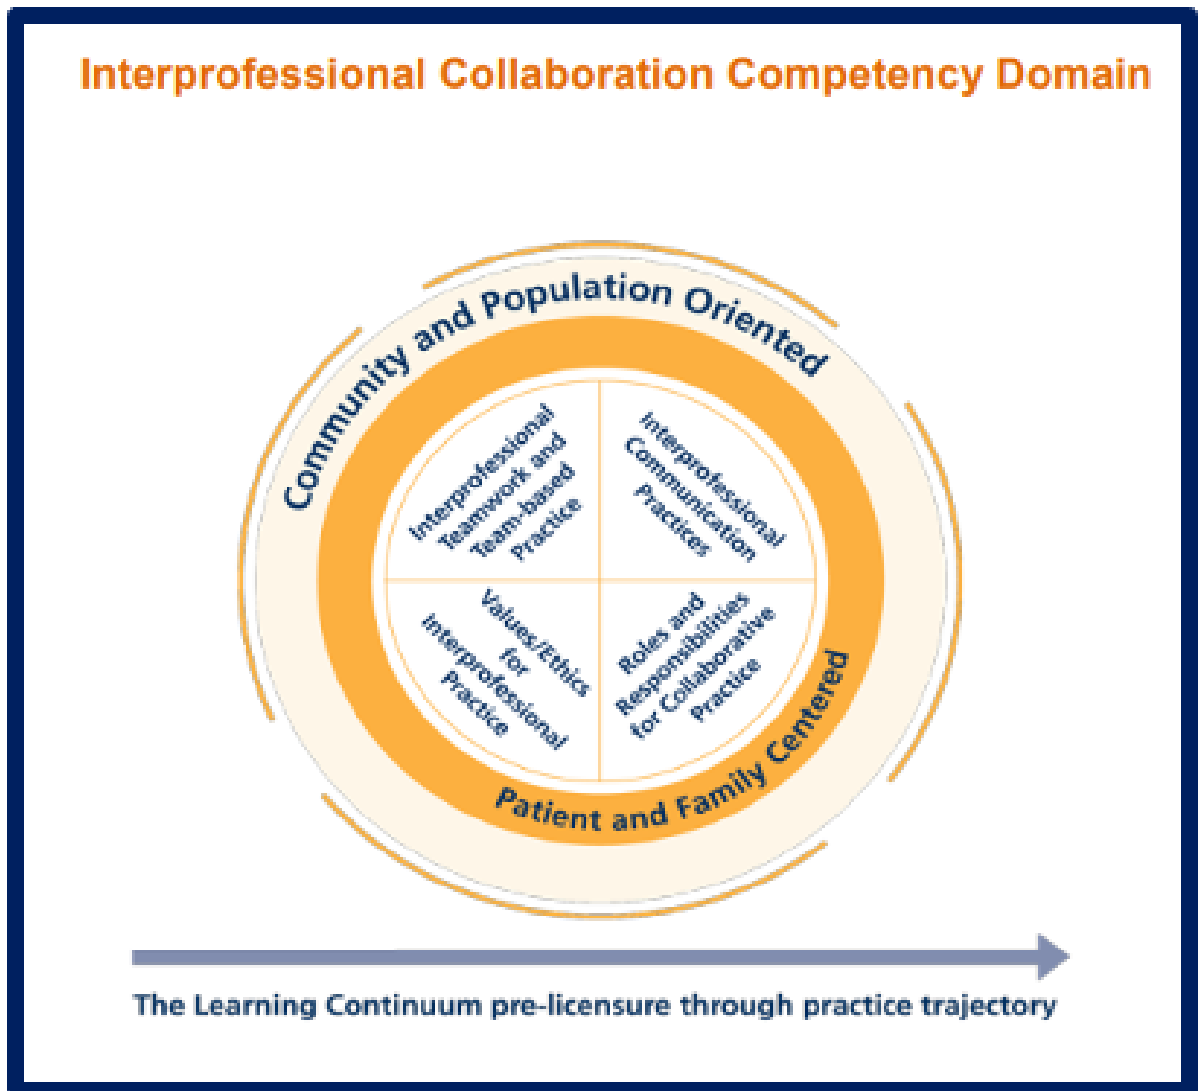 Interprofessional Collaboration Competency Domain
Community and Population Oriented
Interprofessional
Teamwork and
Team-based
Practice
Interprofessional
Communication
Practices
Values/Ethics
for
Interprofessional
Practice
Roles and
Responsibilities
for Collaborative
Practice
Patient and Family Centered
The Learning Continuum pre-licensure through practice trajectory